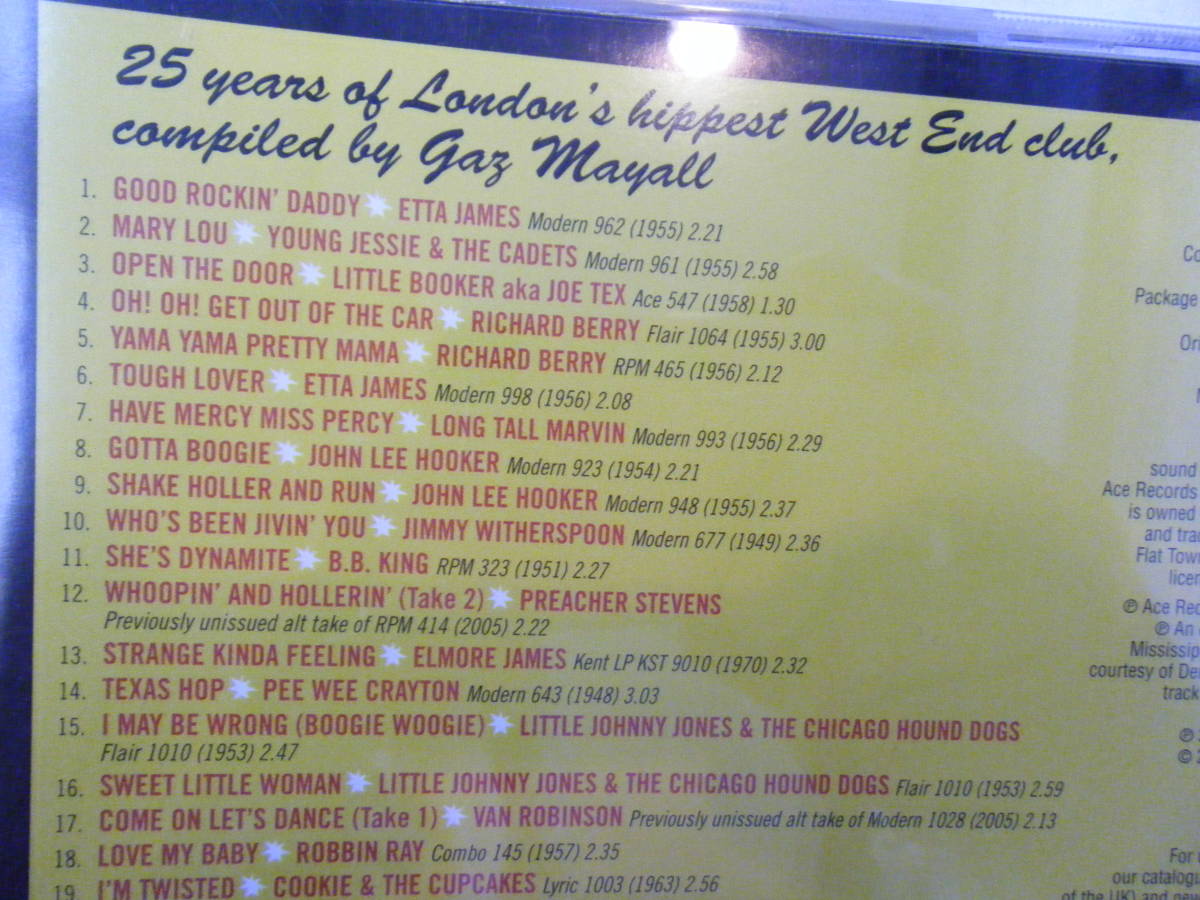 25 years of London's hippest West End club,
compiled by Gaz Mayall
1. GOOD ROCKIN' DADDY ETTA JAMES Modern 962 (1955) 2.21
2. MARY LOU YOUNG JESSIE & THE CADETS Modern 961 (1955) 2.58
3. OPEN THE DOOR LITTLE BOOKER aka JOE TEX Ace 547 (1958) 1.30
4. OH! OH! GET OUT OF THE CAR RICHARD BERRY Flair 1064 (1955) 3.00
5. YAMA YAMA PRETTY MAMA RICHARD BERRY RPM 465 (1956) 2.12
6. TOUGH LOVER ETTA JAMES Modern 998 (1956) 2.08
7. HAVE MERCY MISS PERCY LONG TALL MARVIN Modern 993 (1956) 2.29
8. GOTTA BOOGIE JOHN LEE HOOKER Modern 923 (1954) 2.21
9. SHAKE HOLLER AND RUN JOHN LEE HOOKER Modern 948 (1955) 2.37
10. WHO'S BEEN JIVIN' YOU JIMMY WITHERSPOON Modern 677 (1949) 2.36
11. SHE'S DYNAMITE B.B. KING RPM 323 (1951) 2.27
12. WHOOPIN' AND HOLLERIN' (Take 2) PREACHER STEVENS
Previously unissued alt take of RPM 414 (2005) 2.22
13. STRANGE KINDA FEELING ELMORE JAMES Kent LP KST 9010 (1970) 2.32
14. TEXAS HOP PEE WEE CRAYTON Modern 643 (1948) 3.03
15. I MAY BE WRONG (BOOGIE WOOGIE) LITTLE JOHNNY JONES & THE CHICAGO HOUND DOGS
Flair 1010 (1953) 2.47
16. SWEET LITTLE WOMAN LITTLE JOHNNY JONES & THE CHICAGO HOUND DOGS Flair 1010 (1953) 2.59
17. COME ON LET'S DANCE (Take 1) VAN ROBINSON Previously unissued alt take of Modern 1028 (2005) 2.13
18. LOVE MY BABY ROBBIN RAY Combo 145 (1957) 2.35
19. I'M TWISTED COOKIE & THE CUPCAKES Lyric 1003 (1963) 2.56
Package
sound
Ace Records
is owned
and
Flat
℗ Ace
℗ An
courtesy of
track
℗
©
For
our
of the UK) and